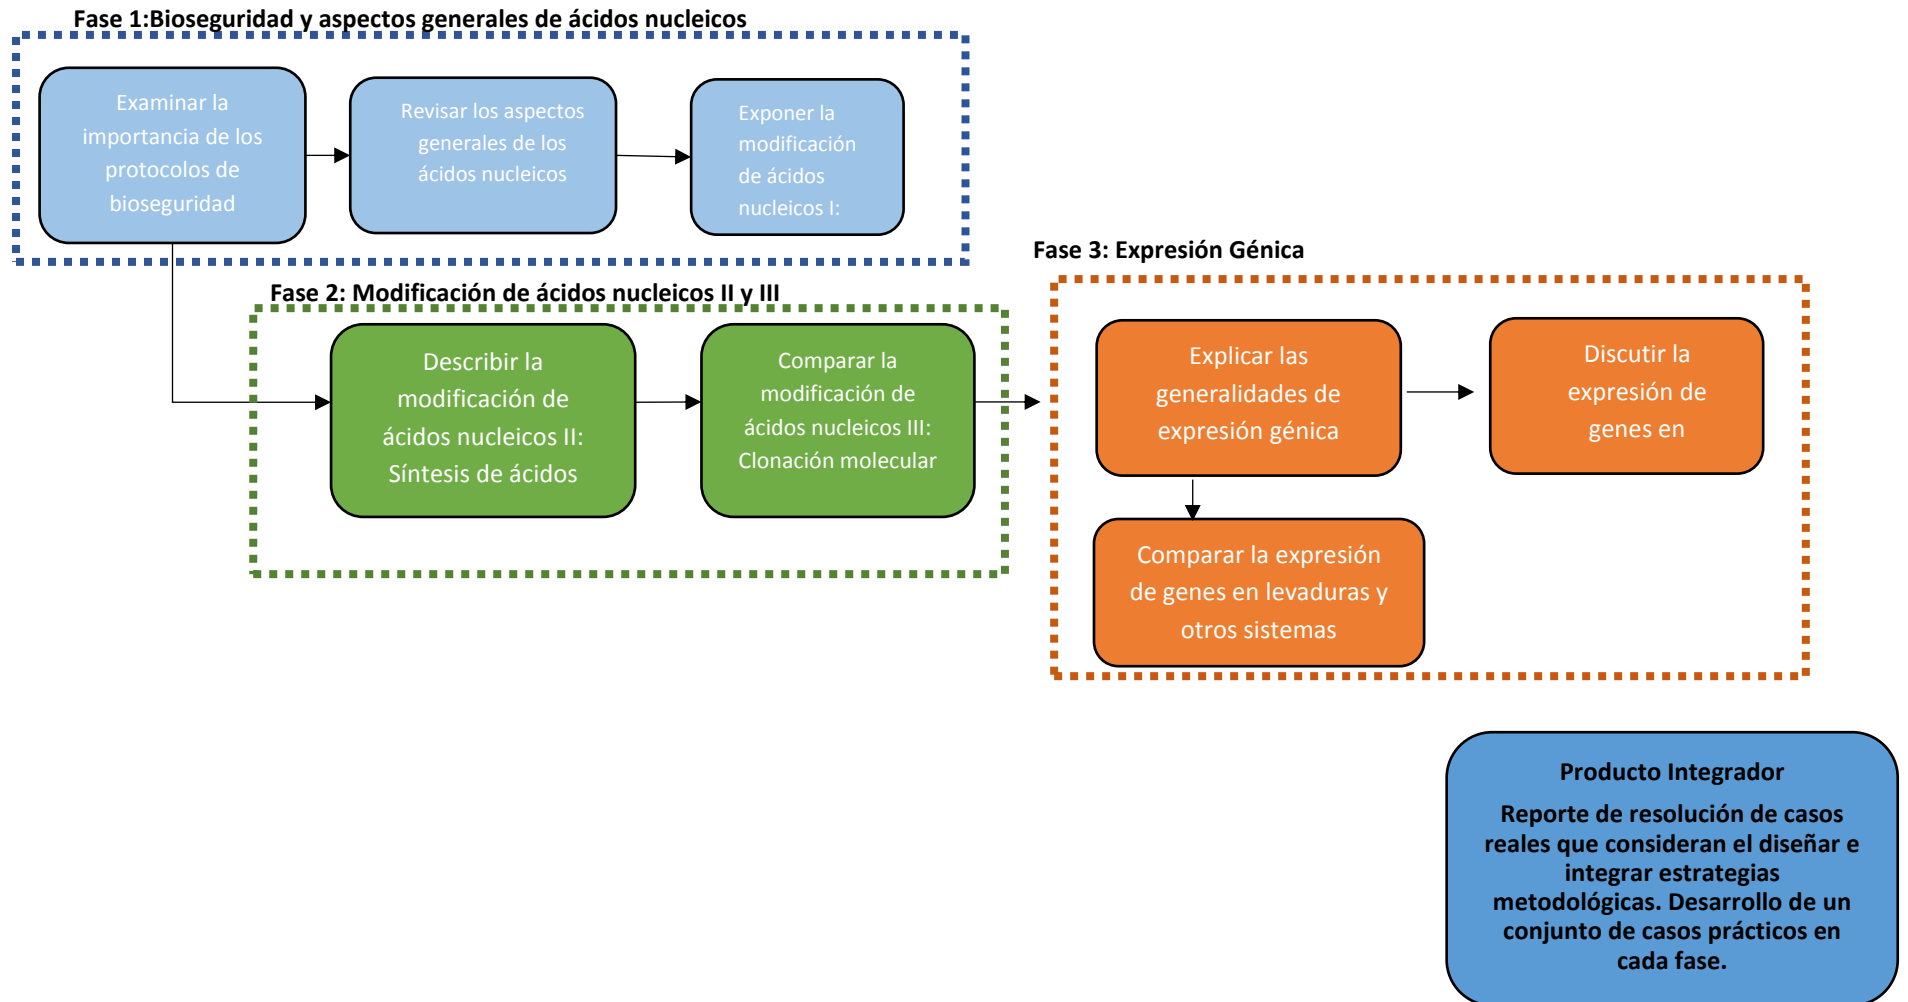 Fase 1:Bioseguridad y aspectos generales de ácidos nucleicos
Examinar la
importancia de los
protocolos de
bioseguridad
Revisar los aspectos
generales de los
ácidos nucleicos
Exponer la
modificación
de ácidos
nucleicos I:
Fase 2: Modificación de ácidos nucleicos II y III
Describir la
modificación de
ácidos nucleicos II:
Síntesis de ácidos
Comparar la
modificación de
ácidos nucleicos III:
Clonación molecular
Fase 3: Expresión Génica
Explicar las
generalidades de
expresión génica
Discutir la
expresión de
genes en
Comparar la expresión
de genes en levaduras y
otros sistemas
Producto Integrador
Reporte de resolución de casos
reales que consideran el diseñar e
integrar estrategias
metodológicas. Desarrollo de un
conjunto de casos prácticos en
cada fase.